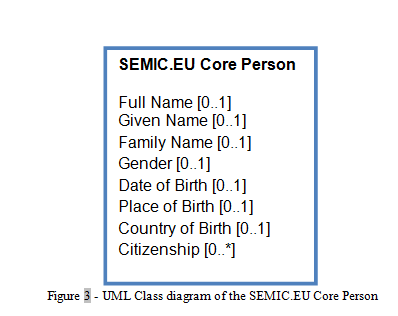 SEMIC.EU Core Person
Full Name [0..1]
Given Name [0..1]
Family Name [0..1]
Gender [0..1]
Date of Birth [0..1]
Place of Birth [0..1]
Country of Birth [0..1]
Citizenship [0..*]
Figure 3 - UML Class diagram of the SEMIC.EU Core Person